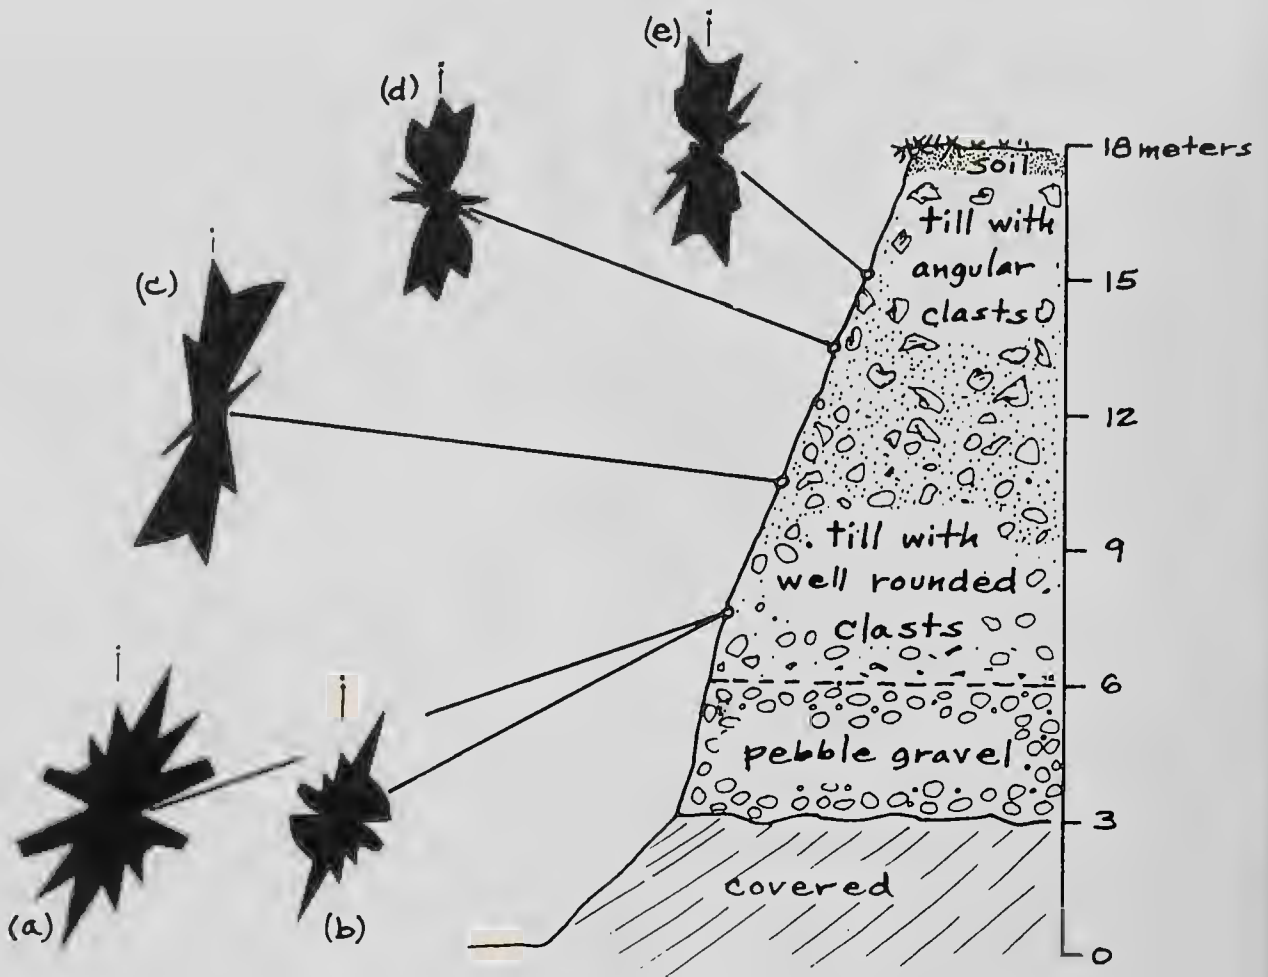 (e)
(d)
(c)
(a)
(b)
18 meters
soil
till with
angular
clasts
15
12
till with
9
well rounded
clasts
6
pebble gravel
3
covered
0